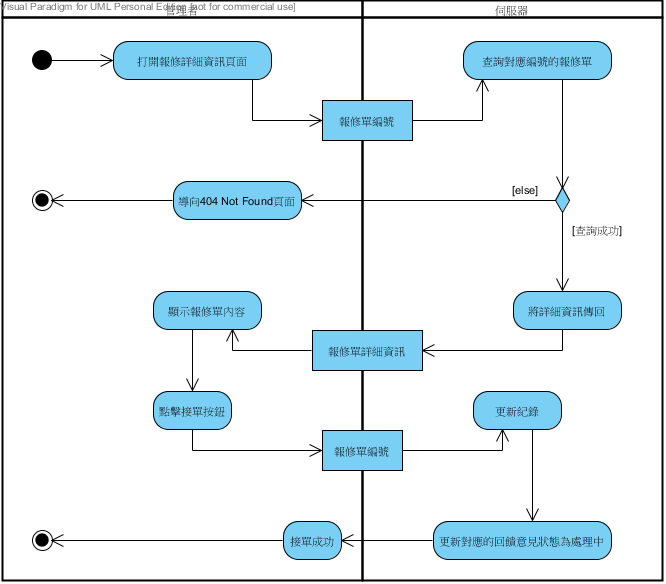 Visual Paradigm for UML Personal Edition [not for commercial use]
管理者
伺服器
打開報修詳細資訊頁面
查詢對應編號的報修單
報修單編號
[else]
導向404 Not Found頁面
[查詢成功]
顯示報修單內容
將詳細資訊傳回
報修單詳細資訊
點擊接單按鈕
更新紀錄
報修單編號
接單成功
更新對應的回饋意見狀態為處理中